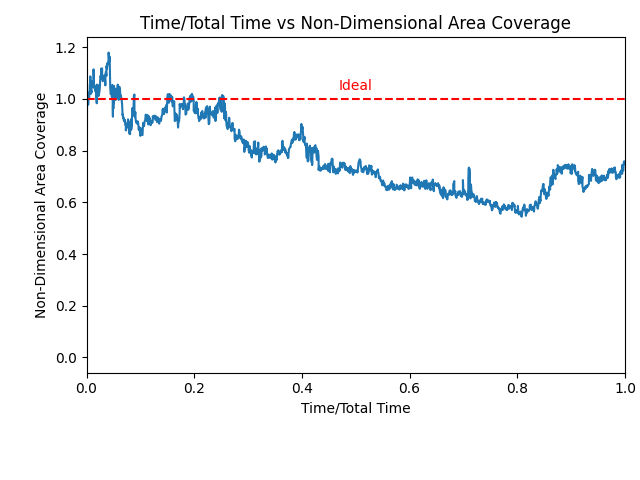 Time/Total Time vs Non-Dimensional Area Coverage
Non-Dimensional Area Coverage
1.2
1.0
0.8
0.6
0.4
0.2
0.0
Ideal
0.0 0.2 0.4 0.6 0.8 1.0
Time/Total Time